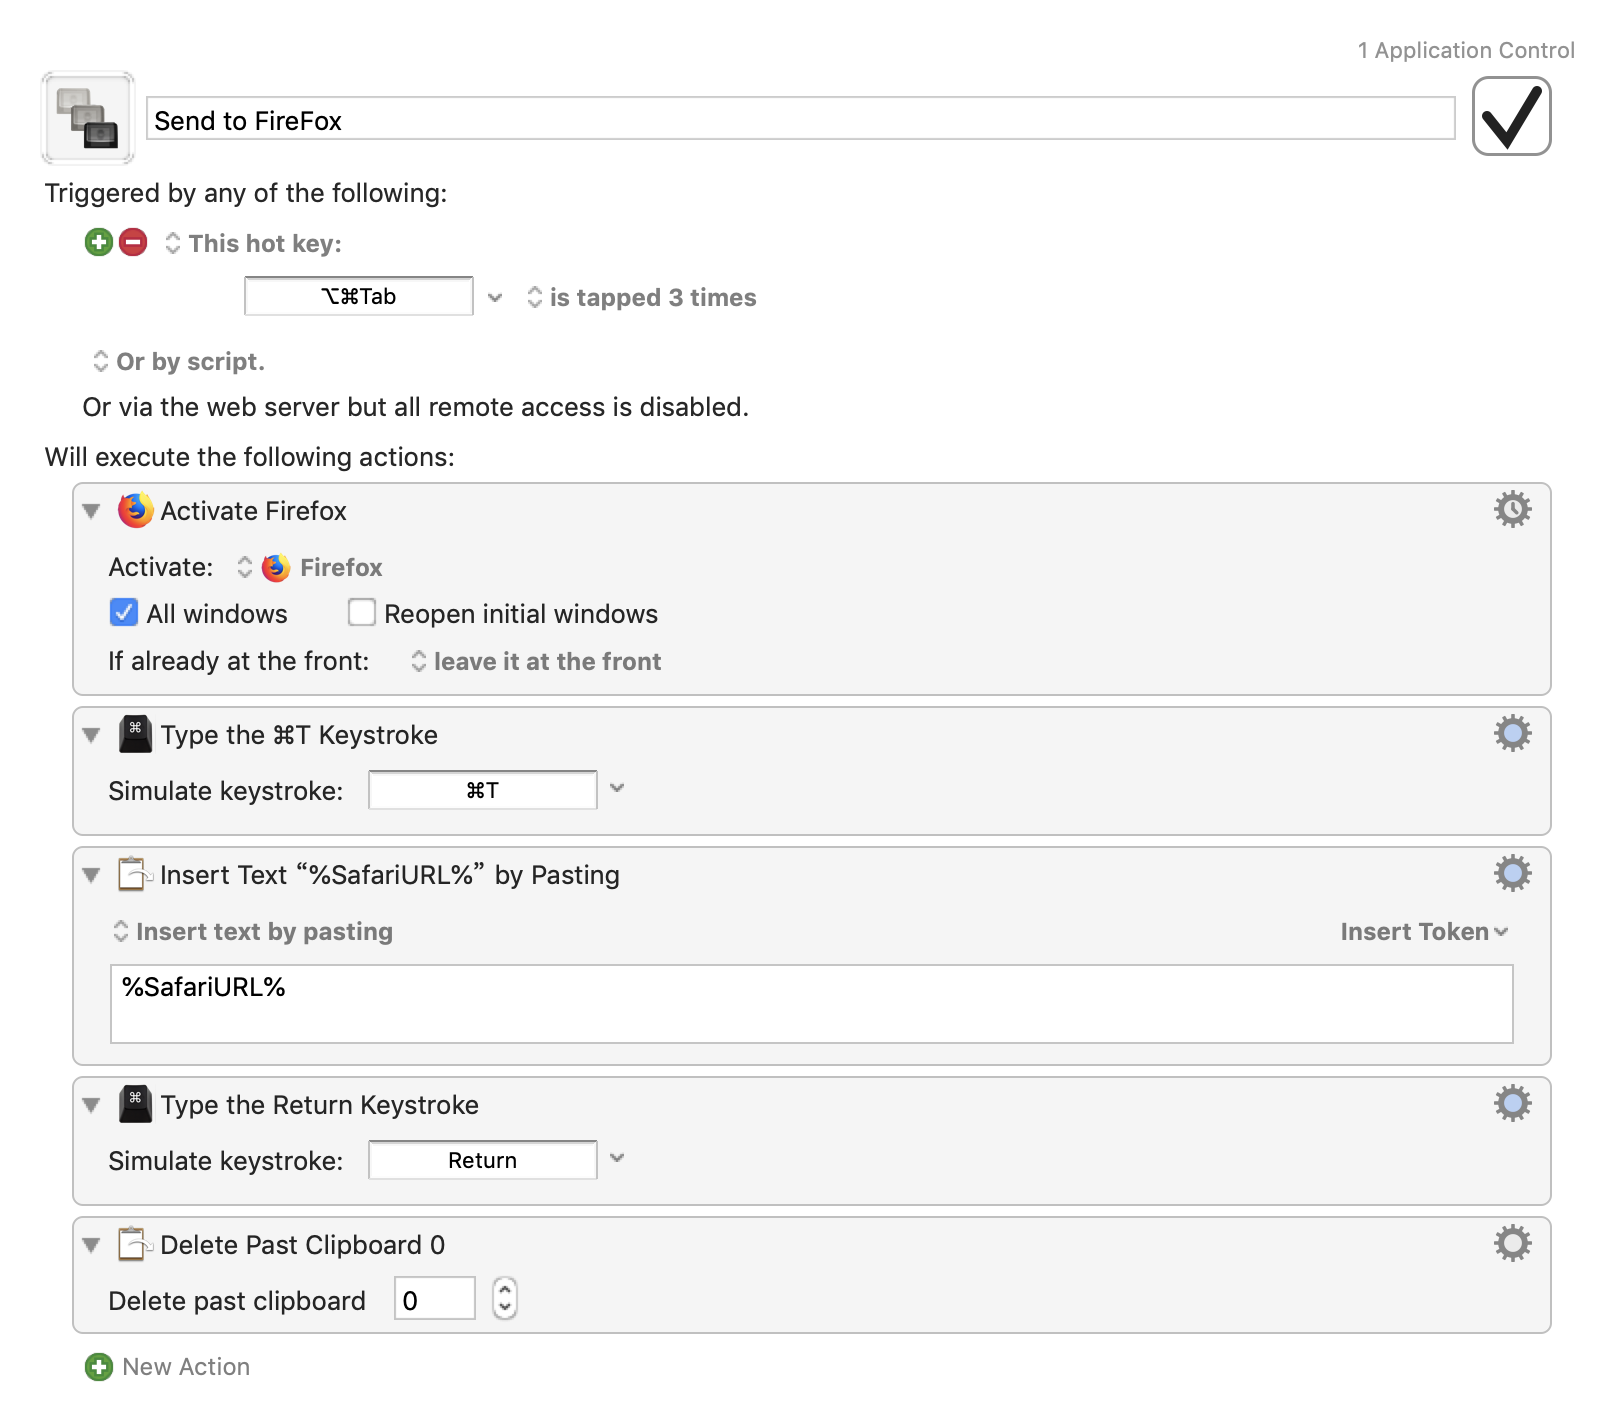 1 Application Control
Send to FireFox
Triggered by any of the following:
This hot key:
⌥⌘Tab is tapped 3 times
Or by script.
Or via the web server but all remote access is disabled.
Will execute the following actions:
Activate Firefox
Activate: Firefox
All windows Reopen initial windows
If already at the front: leave it at the front
⌘
Type the ⌘T Keystroke
Simulate keystroke: ⌘T
Insert Text “%SafariURL%” by Pasting
Insert text by pasting Insert Token
%SafariURL%
⌘
Type the Return Keystroke
Simulate keystroke: Return
Delete Past Clipboard 0
Delete past clipboard 0
New Action